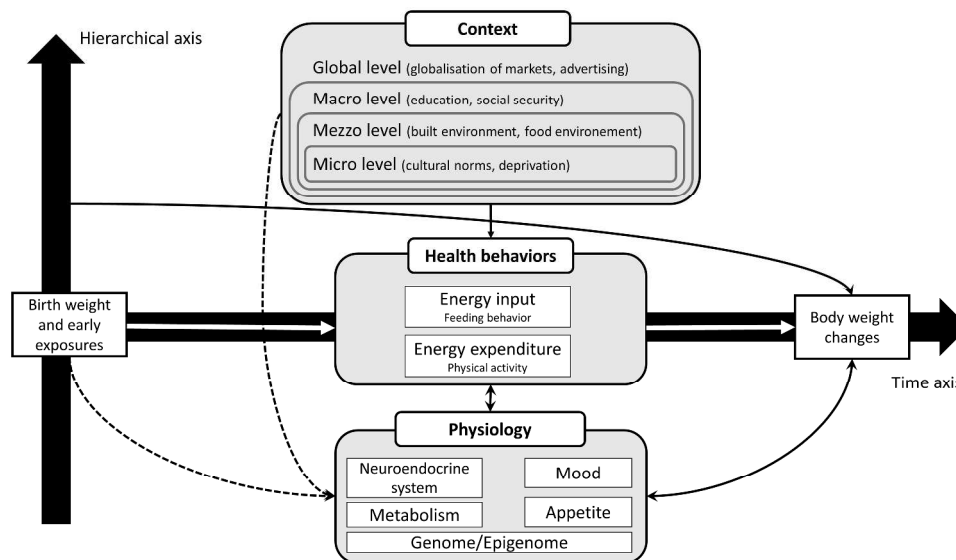 Hierarchical axis
Context
Global level (globalisation of markets, advertising)
Macro level (education, social security)
Mezzo level (built environment, food environement)
Micro level (cultural norms, deprivation)
Health behaviors
Birth weight
and early
exposures
Energy input
Feeding behavior
Energy expenditure
Physical activity
Body weight
changes
Time axis
Physiology
Neuroendocrine
system
Mood
Metabolism
Appetite
Genome/Epigenome